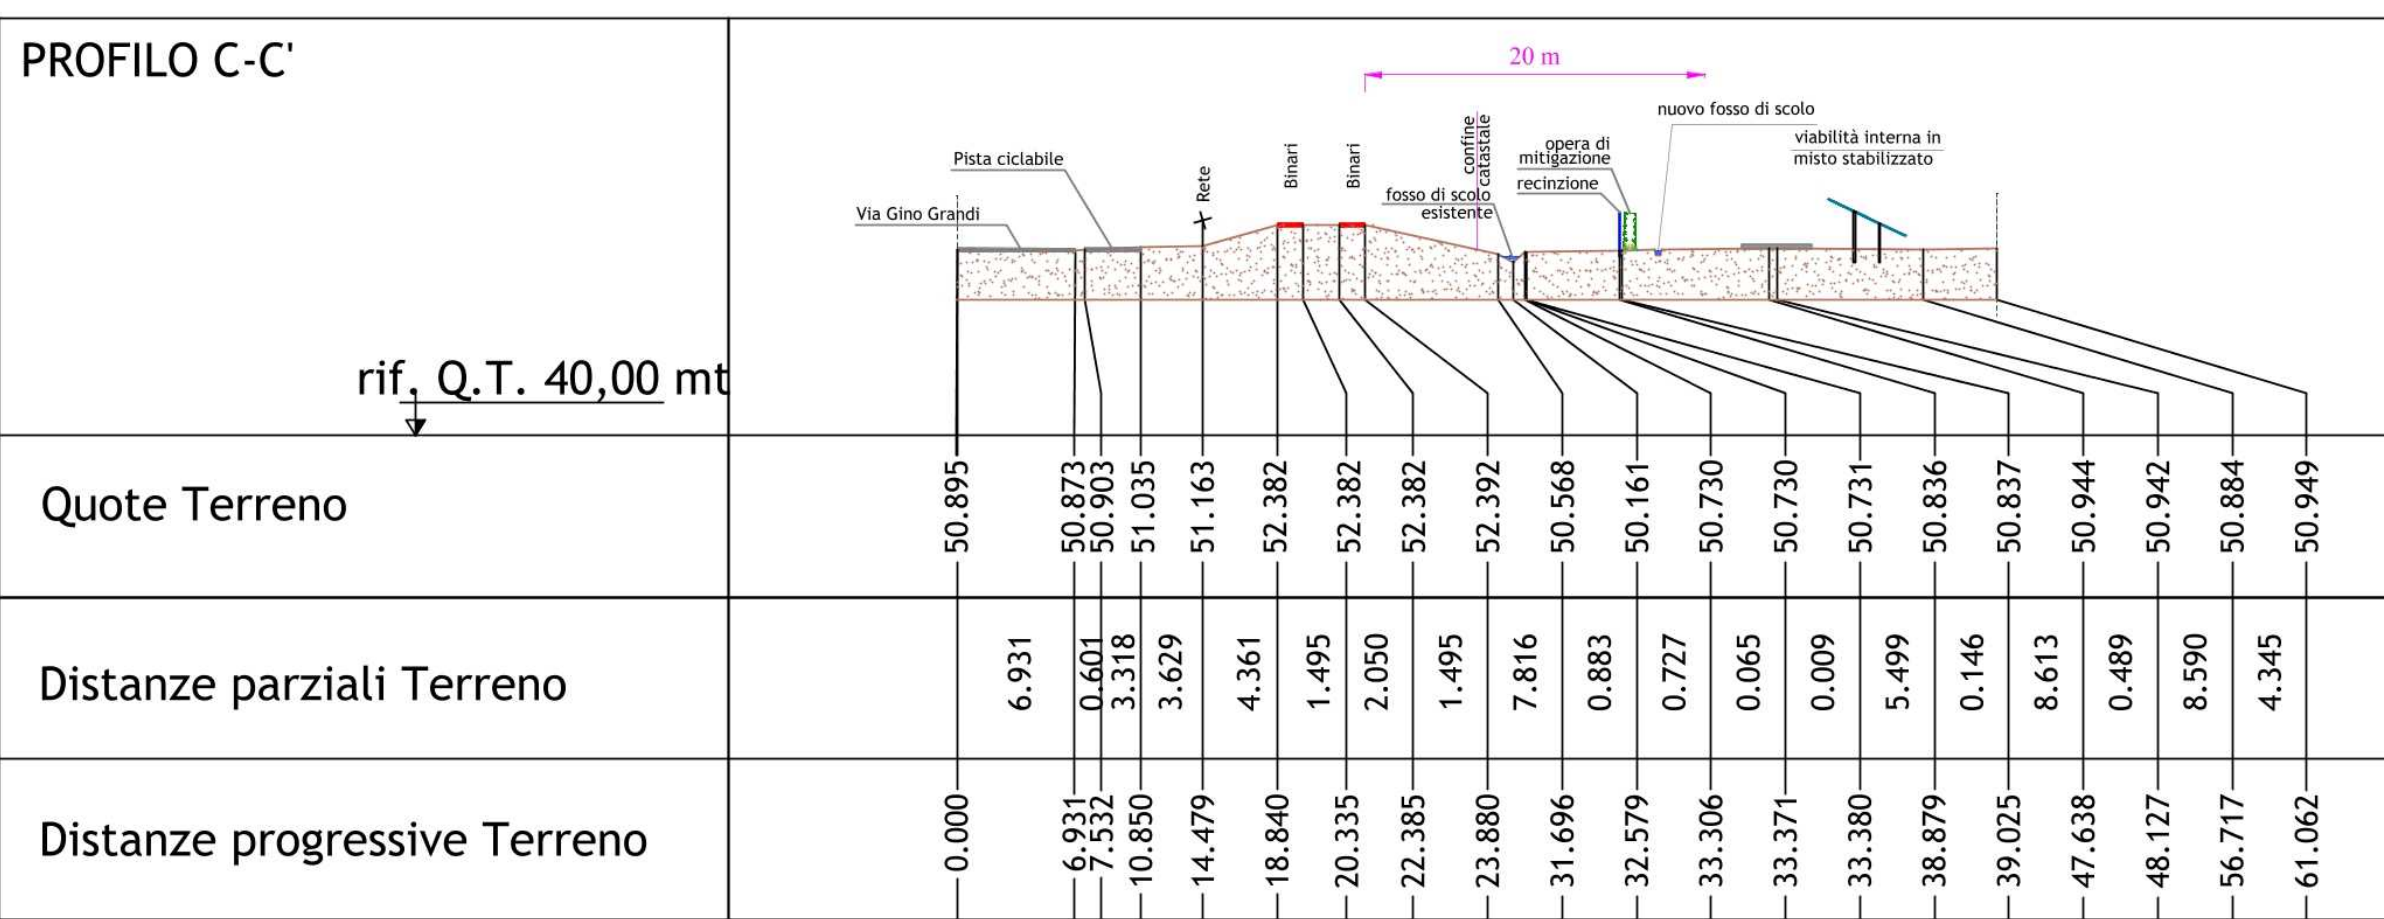 PROFILO C-C'
20 m
nuovo fosso di scolo
viabilità interna in
misto stabilizzato
opera di
mitigazione
recinzione
confine
catastale
fosso di scolo
esistente
Binari
Binari
Rete
Pista ciclabile
Via Gino Grandi
rif. Q.T. 40,00 mt
Quote Terreno
50.895 50.873 50.903 51.035 51.163 52.382 52.382 52.382 52.392 50.568 50.161 50.730 50.730 50.731 50.836 50.837 50.944 50.942 50.884 50.949
Distanze parziali Terreno
6.931 0.601 3.318 3.629 4.361 1.495 2.050 1.495 7.816 0.883 0.727 0.065 0.009 5.499 0.146 8.613 0.489 8.590 4.345
Distanze progressive Terreno
0.000 6.931 7.532 10.850 14.479 18.840 20.335 22.385 23.880 31.696 32.579 33.306 33.371 33.380 38.879 39.025 47.638 48.127 56.717 61.062